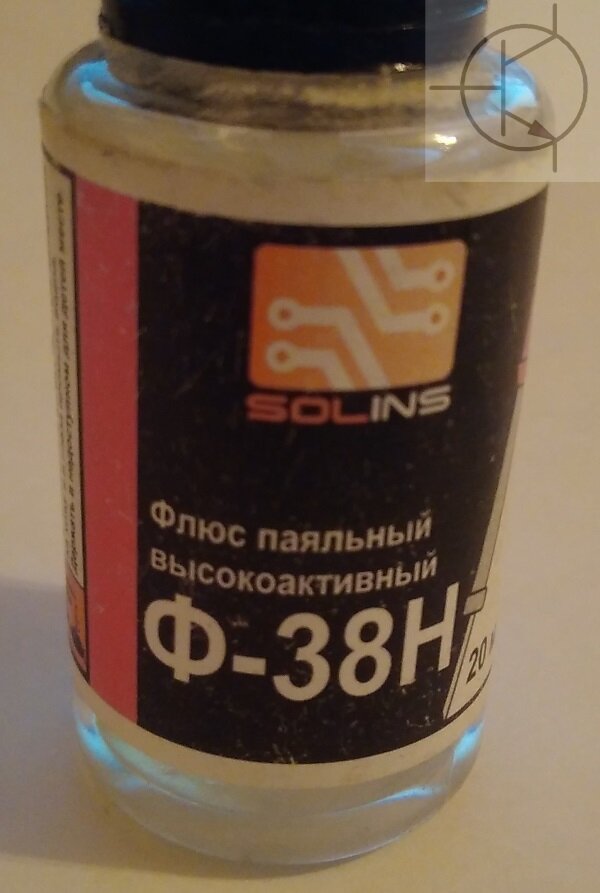 SOLINS
Флюс паяльный
высокоактивный
Ф-38Н
20